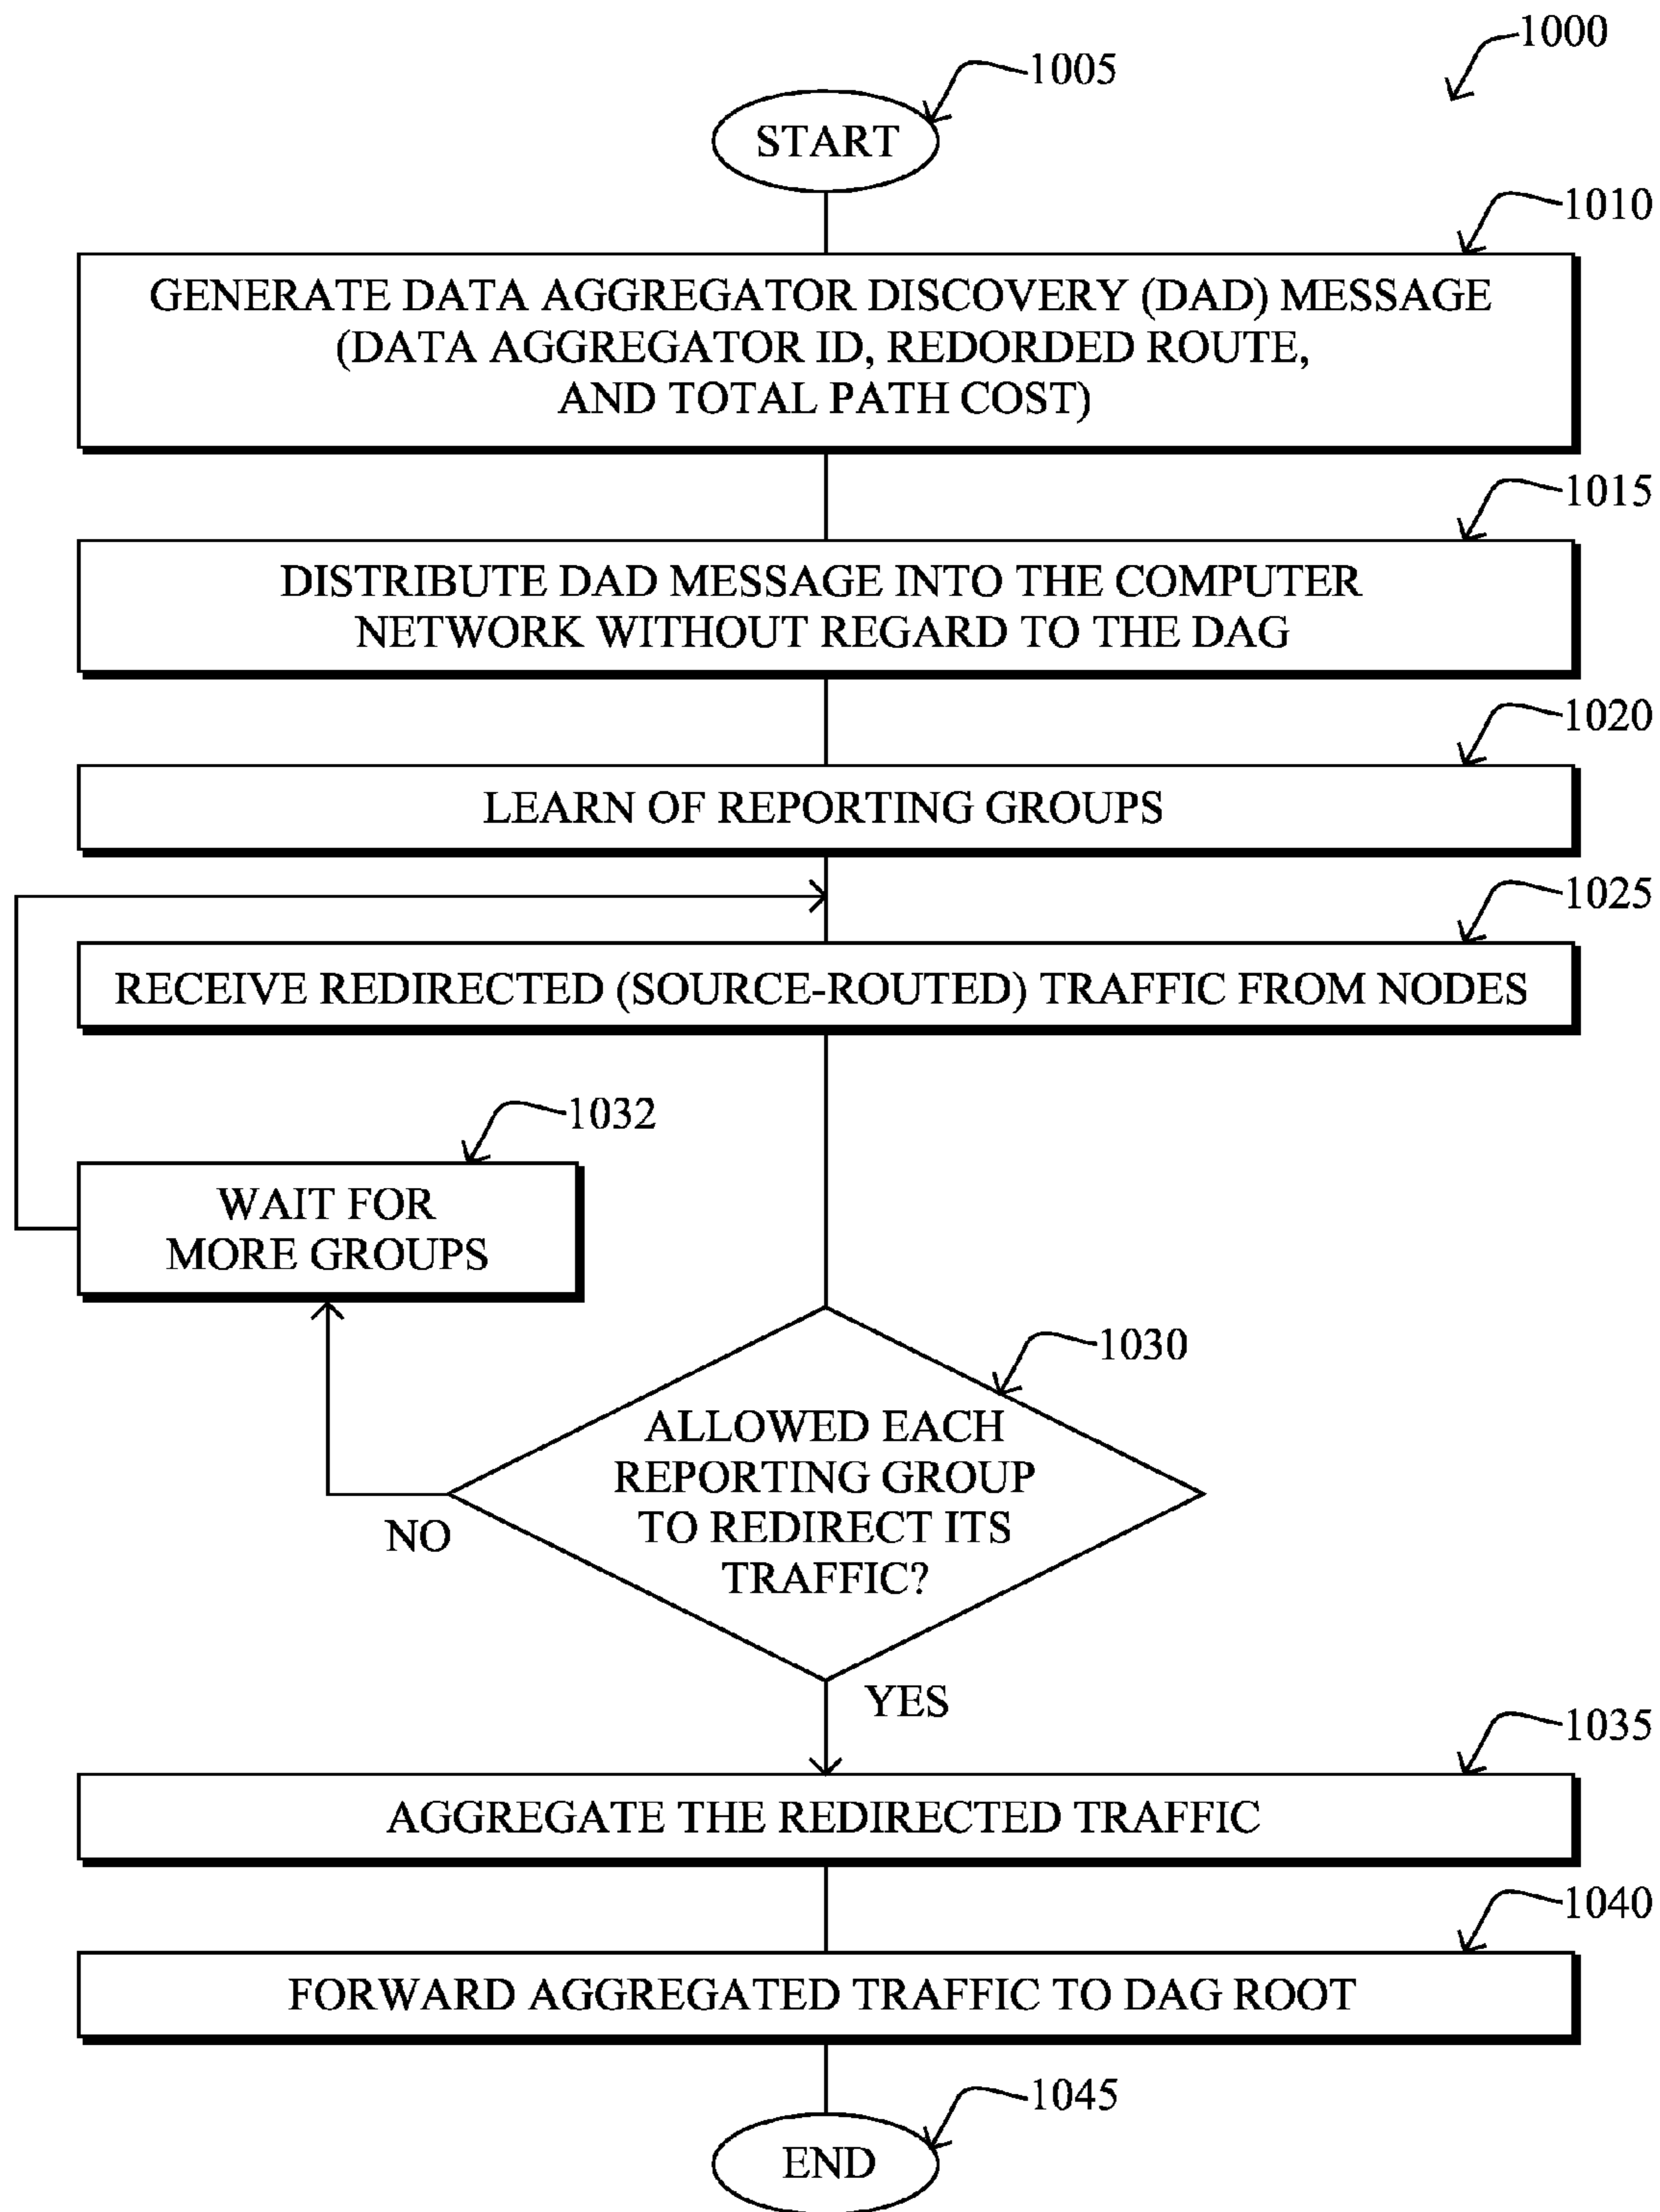 1000
1005
START
1010
GENERATE DATA AGGREGATOR DISCOVERY (DAD) MESSAGE
(DATA AGGREGATOR ID, REDORDED ROUTE,
AND TOTAL PATH COST)
1015
DISTRIBUTE DAD MESSAGE INTO THE COMPUTER
NETWORK WITHOUT REGARD TO THE DAG
1020
LEARN OF REPORTING GROUPS
1025
RECEIVE REDIRECTED (SOURCE-ROUTED) TRAFFIC FROM NODES
1032
WAIT FOR
MORE GROUPS
1030
ALLOWED EACH
REPORTING GROUP
TO REDIRECT ITS
TRAFFIC?
NO
YES
1035
AGGREGATE THE REDIRECTED TRAFFIC
1040
FORWARD AGGREGATED TRAFFIC TO DAG ROOT
1045
END